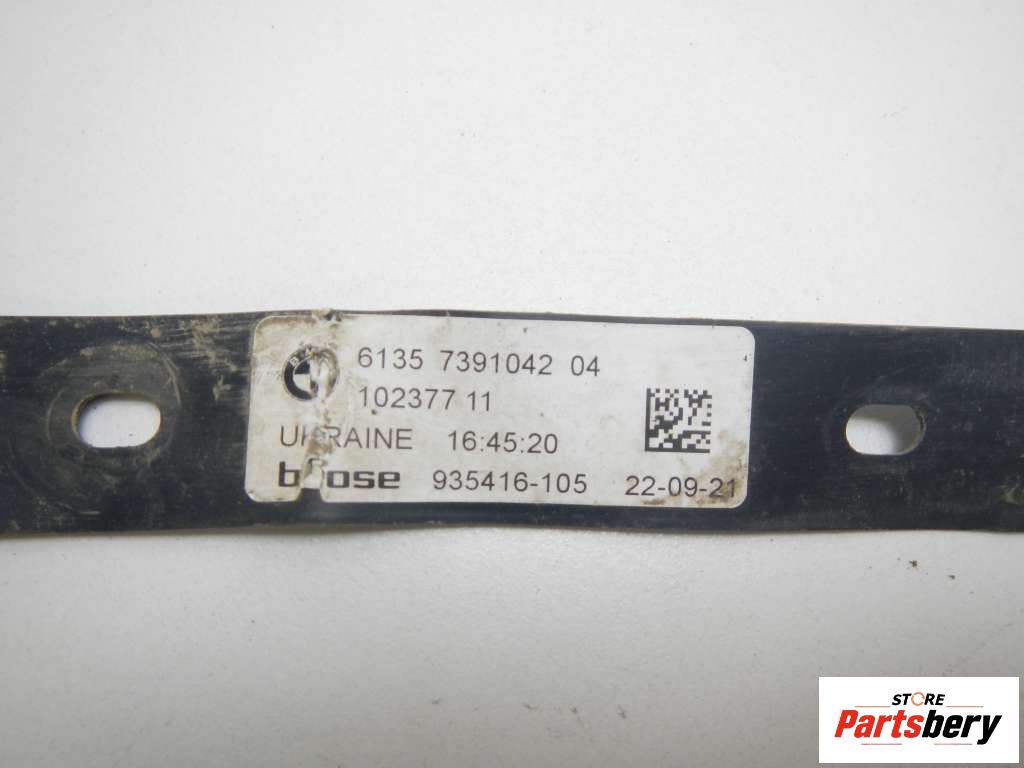 6135 7391042 04
102377 11
UKRAINE 16:45:20
brose 935416-105 22-09-21
STORE
Partsbery